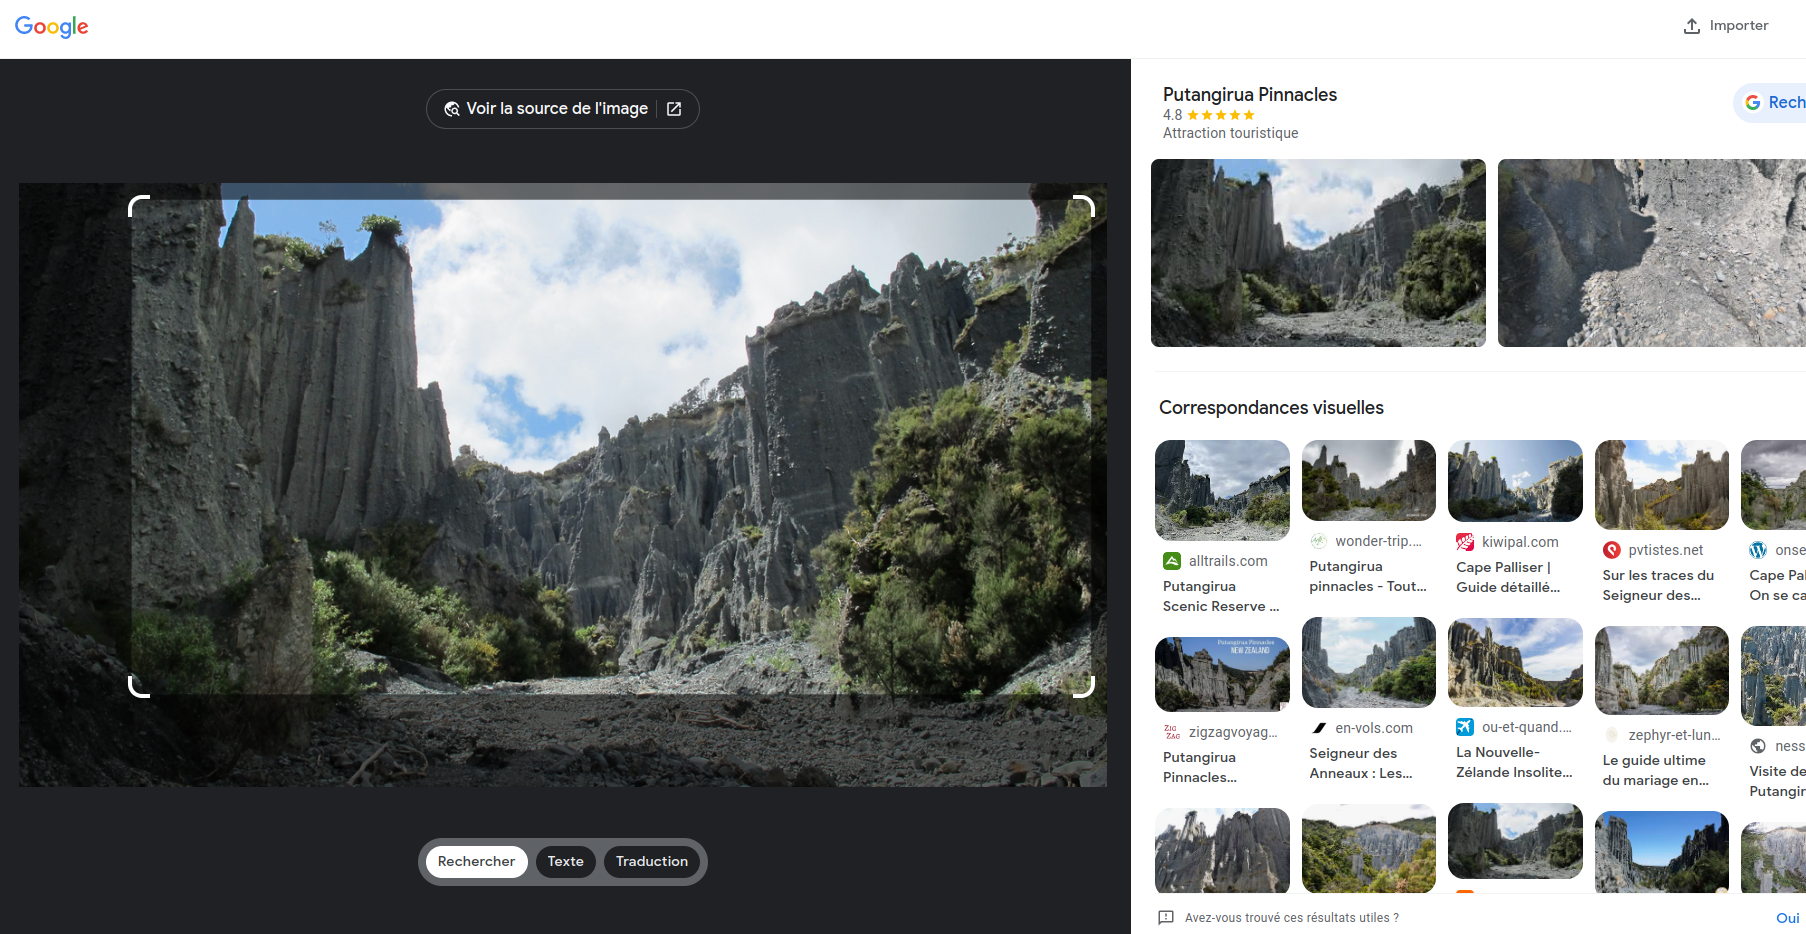 Google
Importer
Voir la source de l'image
Putangirua Pinnacles
4.8
Attraction touristique
Rech
Correspondances visuelles
alltrails.com
Putangirua
Scenic Reserve ...
wonder-trip....
Putangirua
pinnacles - Tout...
kiwipal.com
Cape Palliser |
Guide détaillé...
pvtistes.net
Sur les traces du
Seigneur des...
onse
Cape Pal
On se ca
Putangirua Pinnacles
NEW ZEALAND
ZIG
ZAG
zigzagvoyag...
Putangirua
Pinnacles...
en-vols.com
Seigneur des
Anneaux : Les...
ou-et-quand....
La Nouvelle-
Zélande Insolite...
zephyr-et-lun...
Le guide ultime
du mariage en...
ness
Visite de
Putangir
Rechercher
Texte
Traduction
Avez-vous trouvé ces résultats utiles ?
Oui